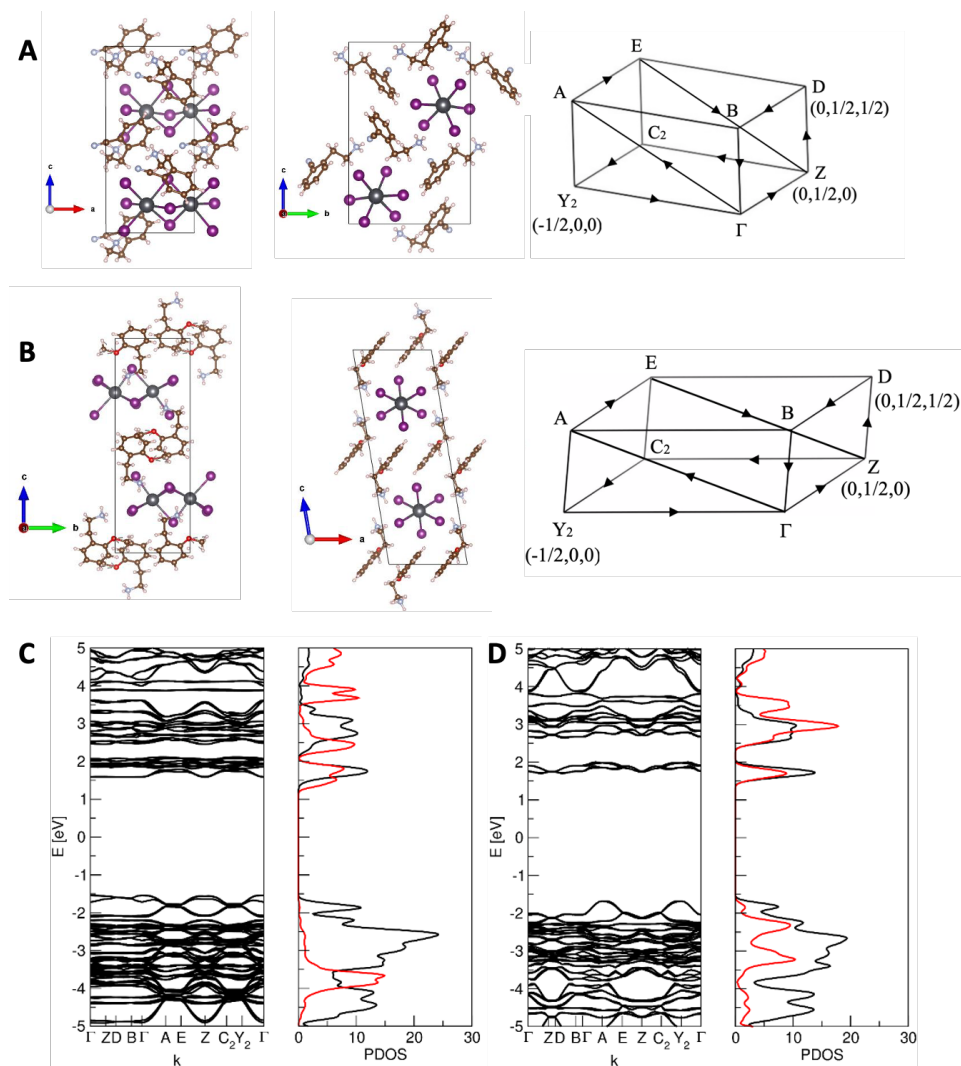 A
c
a
c
b
E
D
A
B
(0,1/2,1/2)
C2
Z
(0,1/2,0)
Y2
Γ
(-1/2,0,0)
B
c
b
c
a
E
D
(0,1/2,1/2)
A
B
C2
Z
(0,1/2,0)
Y2
Γ
(-1/2,0,0)
C
5
4
3
2
1
0
-1
-2
-3
-4
-5
E [eV]
Γ ZD BΓ A E Z C2Y2 Γ
k
0 10 20 30
PDOS
D
5
4
3
2
1
0
-1
-2
-3
-4
-5
E [eV]
Γ ZD BΓ A E Z C2Y2 Γ
k
0 10 20 30
PDOS